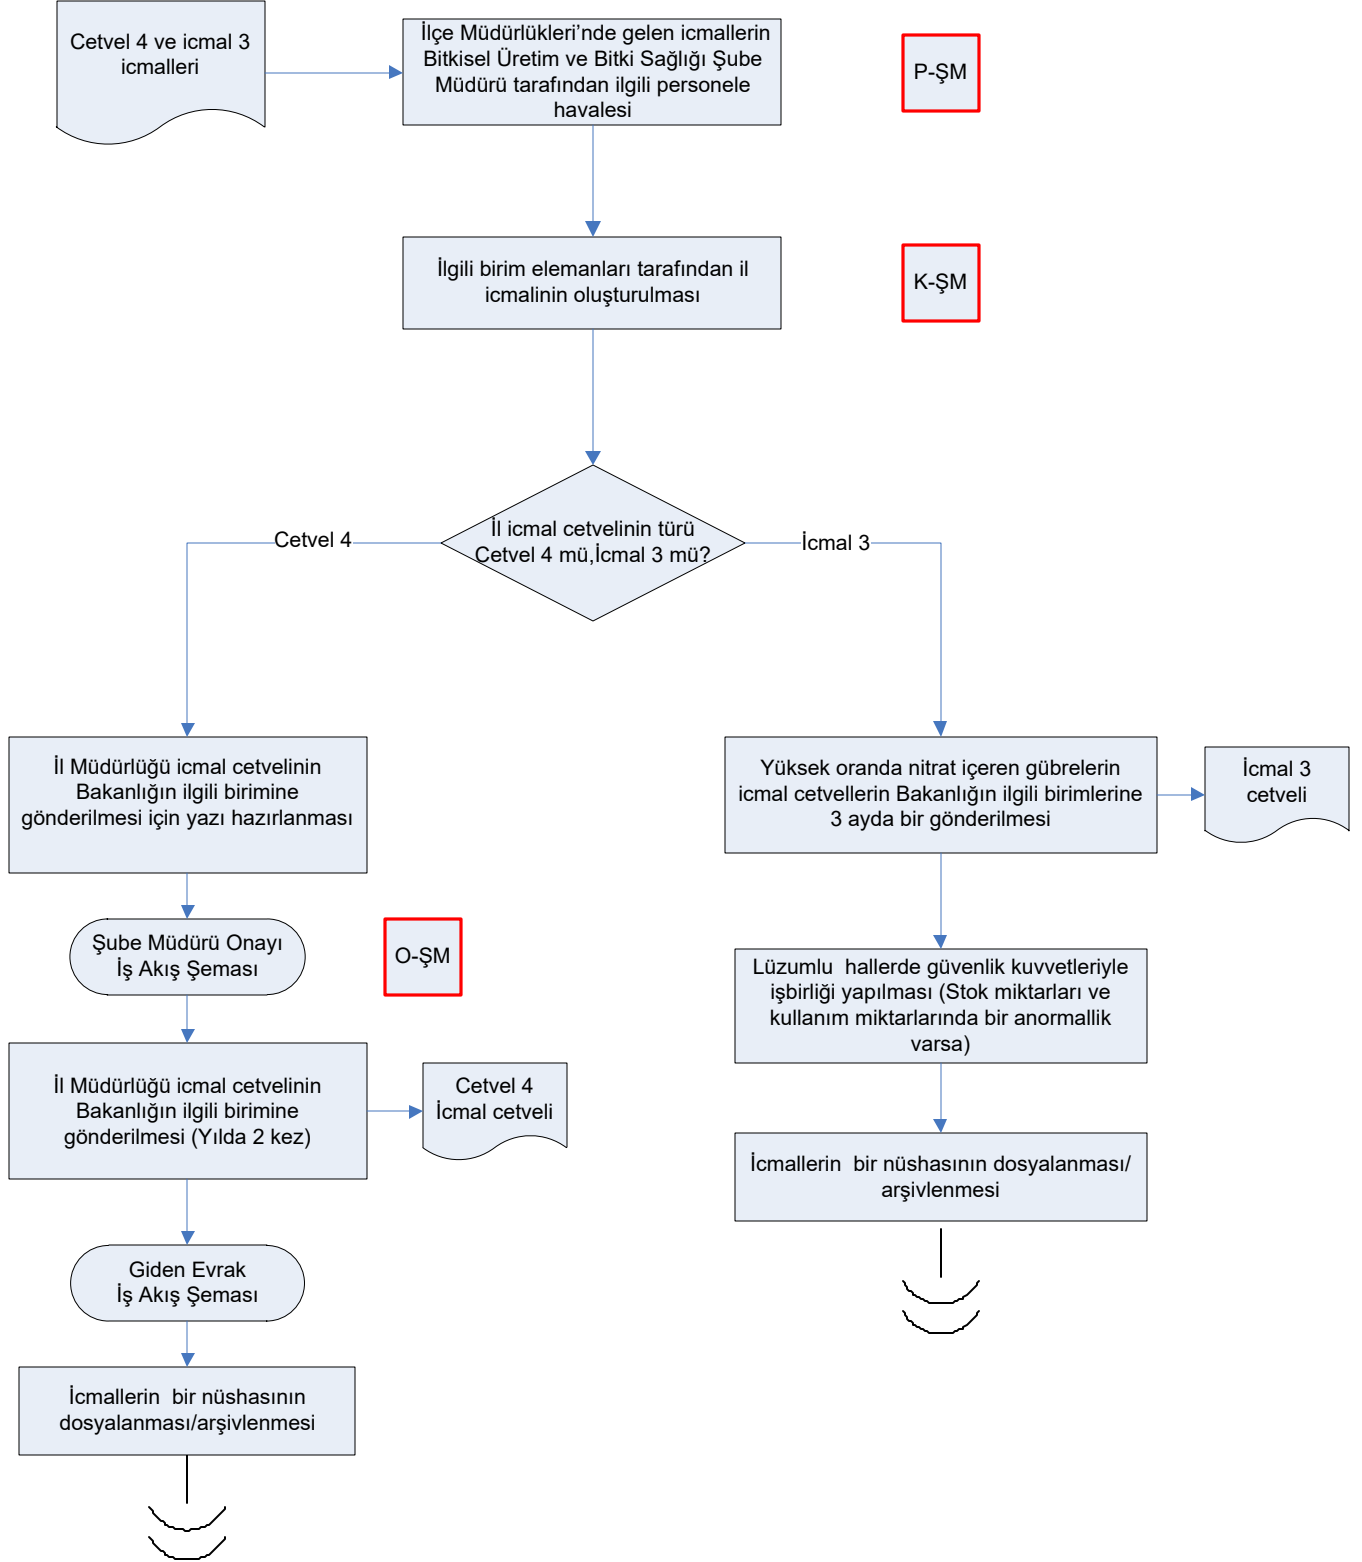 Cetvel 4 ve icmal 3
icmalleri
İlçe Müdürlükleri’nde gelen icmallerin
Bitkisel Üretim ve Bitki Sağlığı Şube
Müdürü tarafından ilgili personele
havalesi
P-ŞM
İlgili birim elemanları tarafından il
icmalinin oluşturulması
K-ŞM
İl icmal cetvelinin türü
Cetvel 4 mü,İcmal 3 mü?
Cetvel 4
İcmal 3
İl Müdürlüğü icmal cetvelinin
Bakanlığın ilgili birimine
gönderilmesi için yazı hazırlanması
Yüksek oranda nitrat içeren gübrelerin
icmal cetvellerin Bakanlığın ilgili birimlerine
3 ayda bir gönderilmesi
İcmal 3
cetveli
Şube Müdürü Onayı
İş Akış Şeması
O-ŞM
Lüzumlu  hallerde güvenlik kuvvetleriyle
işbirliği yapılması (Stok miktarları ve
kullanım miktarlarında bir anormallik
varsa)
İl Müdürlüğü icmal cetvelinin
Bakanlığın ilgili birimine
gönderilmesi (Yılda 2 kez)
Cetvel 4
İcmal cetveli
İcmallerin  bir nüshasının dosyalanması/
arşivlenmesi
Giden Evrak
İş Akış Şeması
İcmallerin  bir nüshasının
dosyalanması/arşivlenmesi